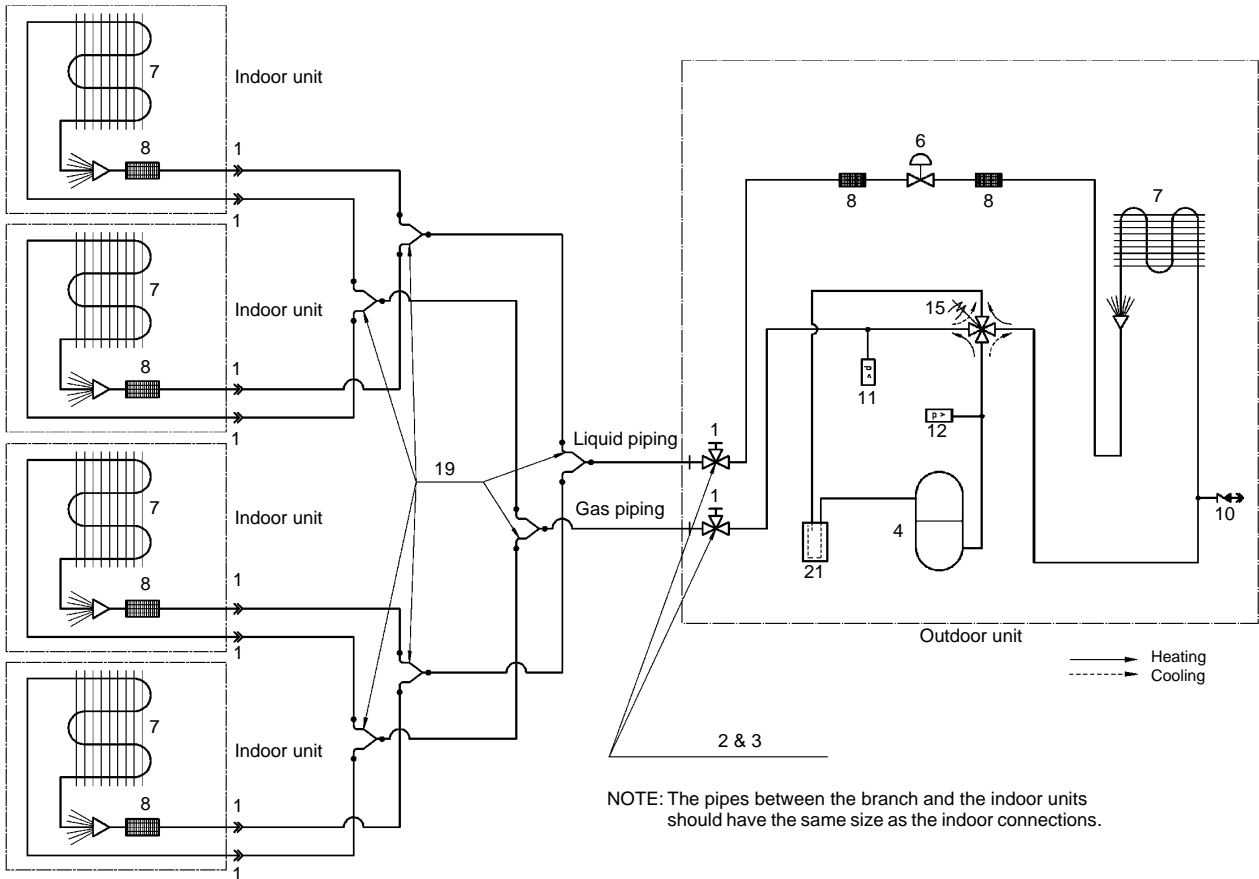 7
Indoor unit
8
1
1
7
Indoor unit
8
1
1
7
Indoor unit
8
1
1
7
Indoor unit
8
1
1
19
Liquid piping
Gas piping
1
1
6
8
8
7
15
11
12
4
21
10
Outdoor unit
Heating
Cooling
2 & 3
NOTE: The pipes between the branch and the indoor units
should have the same size as the indoor connections.